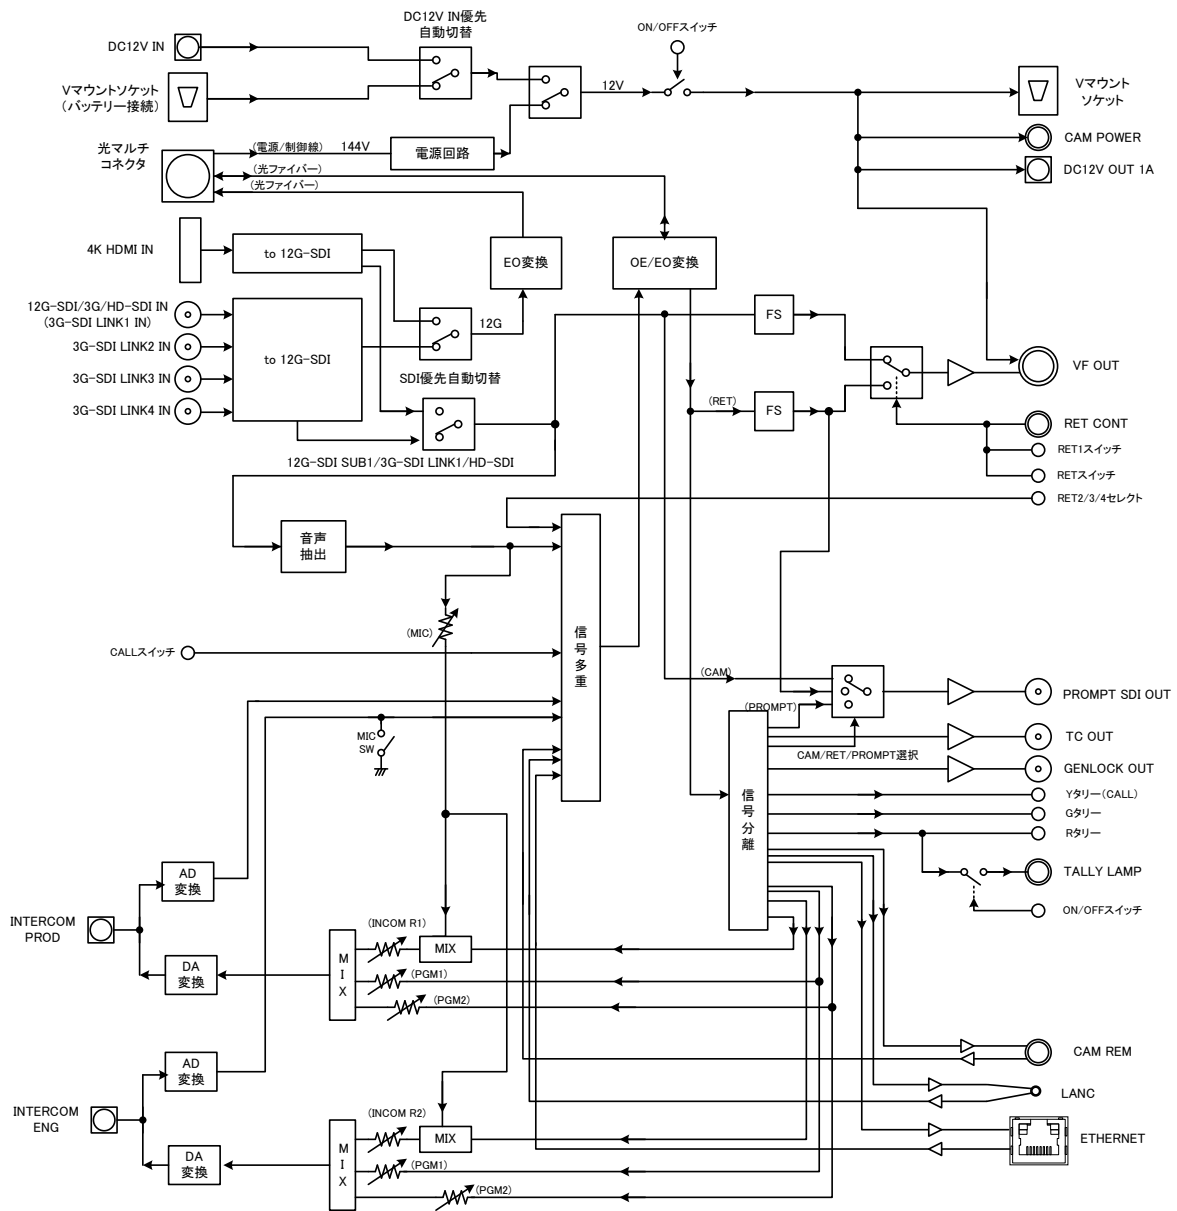 DC12V IN優先
自動切替
ON/OFFスイッチ
DC12V IN
Vマウントソケット
(バッテリー接続)
12V
Vマウント
ソケット
CAM POWER
DC12V OUT 1A
光マルチ
コネクタ
(電源/制御線) 144V
電源回路
(光ファイバー)
(光ファイバー)
4K HDMI IN
to 12G-SDI
EO変換
OE/EO変換
12G-SDI/3G/HD-SDI IN
(3G-SDI LINK1 IN)
3G-SDI LINK2 IN
3G-SDI LINK3 IN
3G-SDI LINK4 IN
to 12G-SDI
12G
SDI優先自動切替
FS
(RET)
FS
VF OUT
RET CONT
RET1スイッチ
RETスイッチ
RET2/3/4セレクト
12G-SDI SUB1/3G-SDI LINK1/HD-SDI
音声
抽出
(MIC)
CALLスイッチ
信号多重
MIC
SW
(CAM)
(PROMPT)
CAM/RET/PROMPT選択
PROMPT SDI OUT
TC OUT
GENLOCK OUT
Yタリー(CALL)
Gタリー
Rタリー
信号分離
TALLY LAMP
ON/OFFスイッチ
AD
変換
INTERCOM
PROD
DA
変換
MIX
(INCOM R1)
MIX
(PGM1)
(PGM2)
CAM REM
LANC
ETHERNET
AD
変換
INTERCOM
ENG
DA
変換
MIX
(INCOM R2)
MIX
(PGM1)
(PGM2)